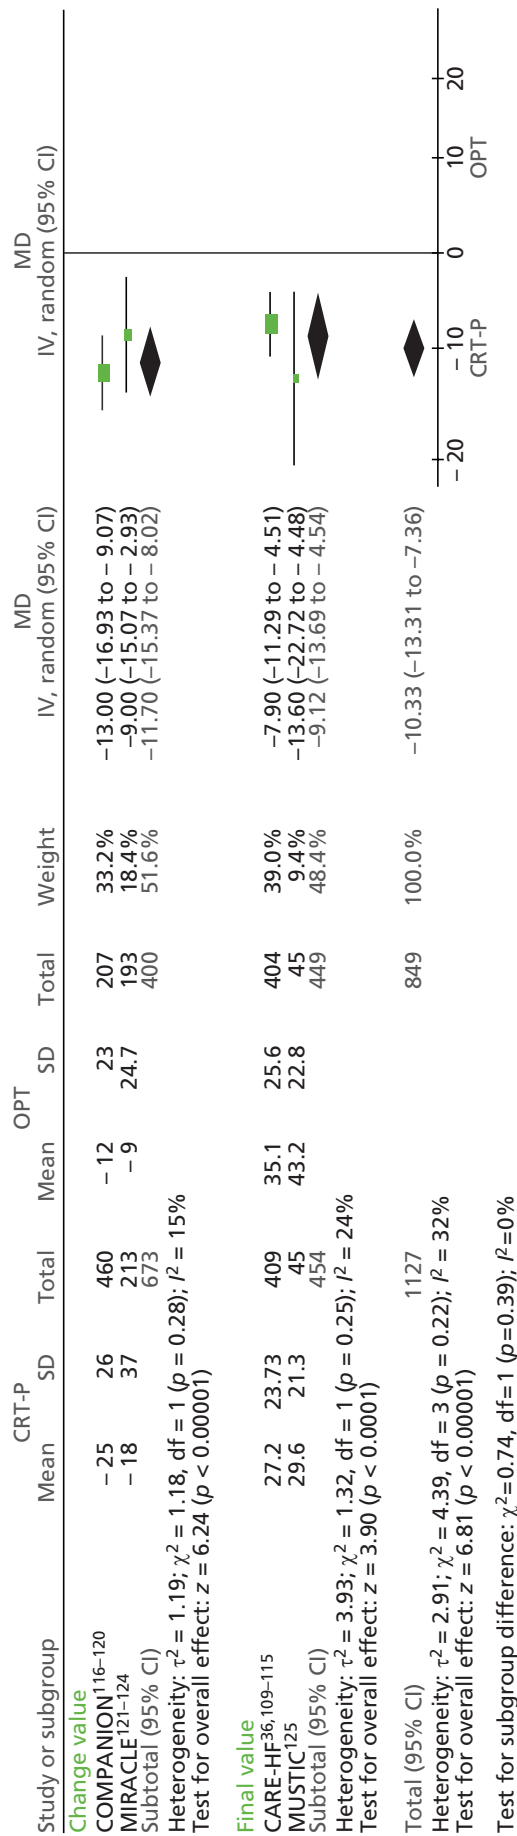 CRT-P OPT MD MD
Study or subgroup Mean SD Total Mean SD Total Weight IV, random (95% CI) IV, random (95% CI)
Change value
COMPANION116–120 – 25 26 460 – 12 23 207 33.2% –13.00 (–16.93 to – 9.07)
MIRACLE121–124 – 18 37 213 – 9 24.7 193 18.4% –9.00 (–15.07 to – 2.93)
Subtotal (95% CI) 673 400 51.6% –11.70 (–15.37 to – 8.02)
Heterogeneity: τ2 = 1.19; χ2 = 1.18, df = 1 (p = 0.28); I2 = 15%
Test for overall effect: z = 6.24 (p < 0.00001)
Final value
CARE-HF36,109–115 27.2 23.73 409 35.1 25.6 404 39.0% –7.90 (–11.29 to – 4.51)
MUSTIC125 29.6 21.3 45 43.2 22.8 45 9.4% –13.60 (–22.72 to – 4.48)
Subtotal (95% CI) 454 449 48.4% –9.12 (–13.69 to – 4.54)
Heterogeneity: τ2 = 3.93; χ2 = 1.32, df = 1 (p = 0.25); I2 = 24%
Test for overall effect: z = 3.90 (p < 0.0001)
Total (95% CI) 1127 849 100.0% –10.33 (–13.31 to –7.36)
Heterogeneity: τ2 = 2.91; χ2 = 4.39, df = 3 (p = 0.22); I2 = 32%
Test for overall effect: z = 6.81 (p < 0.00001)
– 20 – 10 0 10 20
CRT-P OPT
Test for subgroup difference: χ2=0.74, df=1 (p=0.39); I2=0%